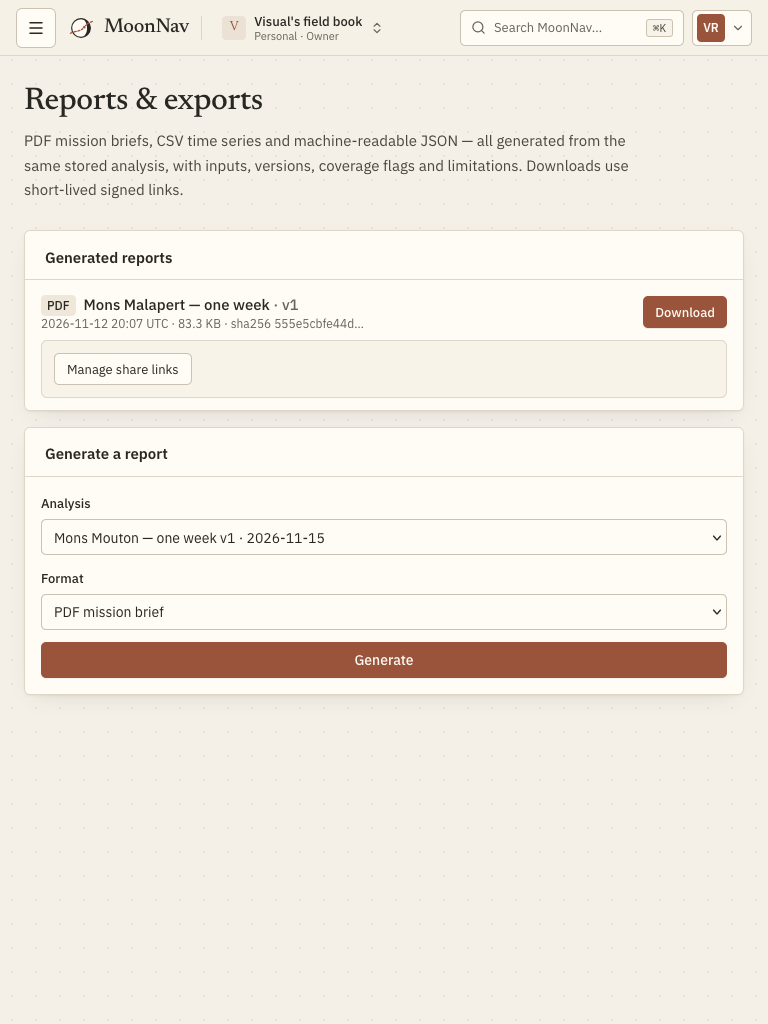 MoonNav
V
Visual's field book
Personal · Owner
Search MoonNav...
⌘K
VR
Reports & exports
PDF mission briefs, CSV time series and machine-readable JSON — all generated from the
same stored analysis, with inputs, versions, coverage flags and limitations. Downloads use
short-lived signed links.
Generated reports
PDF Mons Malapert — one week · v1
2026-11-12 20:07 UTC · 83.3 KB · sha256 555e5cbfe44d…
Download
Manage share links
Generate a report
Analysis
Mons Mouton — one week v1 · 2026-11-15
Format
PDF mission brief
Generate